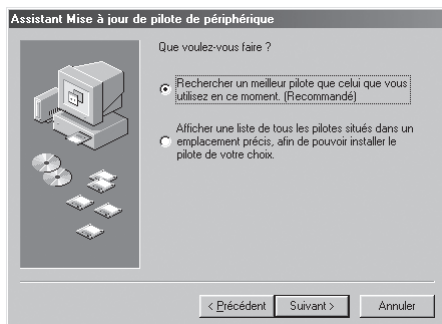 Assistant Mise à jour de pilote de périphérique
Que voulez-vous faire ?
Rechercher un meilleur pilote que celui que vous
utilisez en ce moment. (Recommandé)
Afficher une liste de tous les pilotes situés dans un
emplacement précis, afin de pouvoir installer le
pilote de votre choix.
< Précédent
Suivant >
Annuler